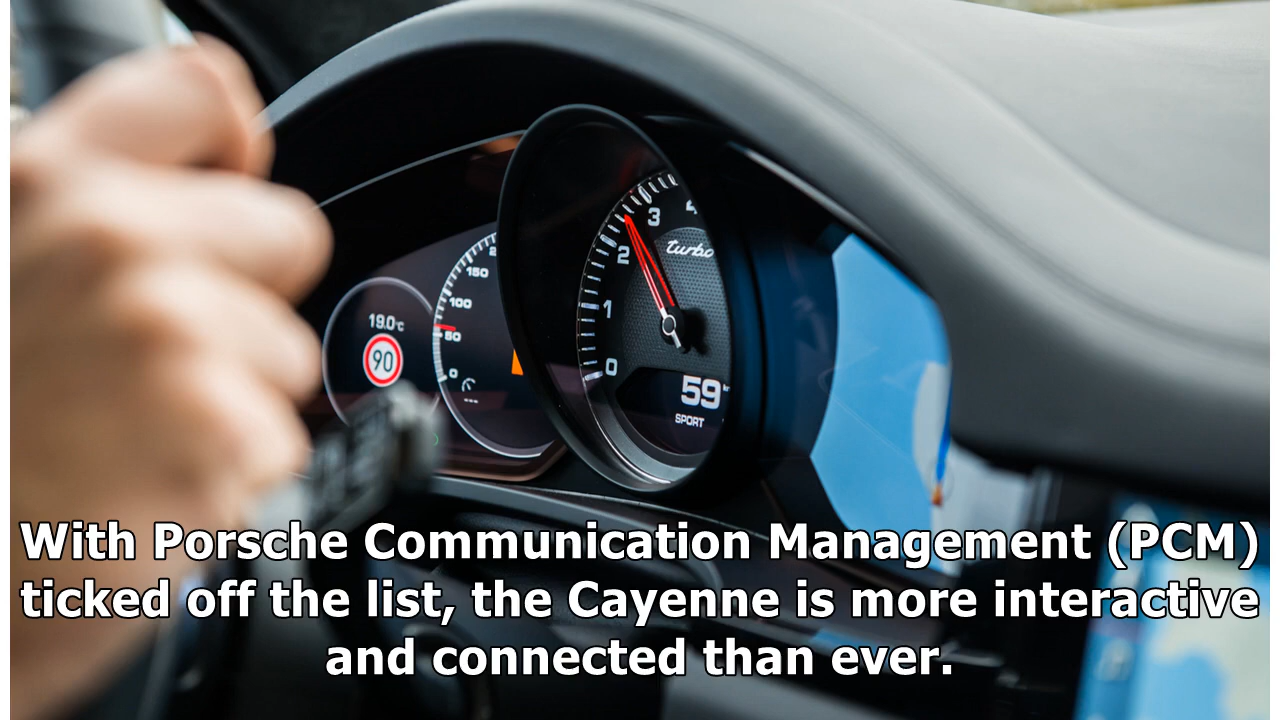 19.0°C
90
150
100
50
0
4
3
2
1
0
turbo
59
SPORT
With Porsche Communication Management (PCM)
ticked off the list, the Cayenne is more interactive
and connected than ever.